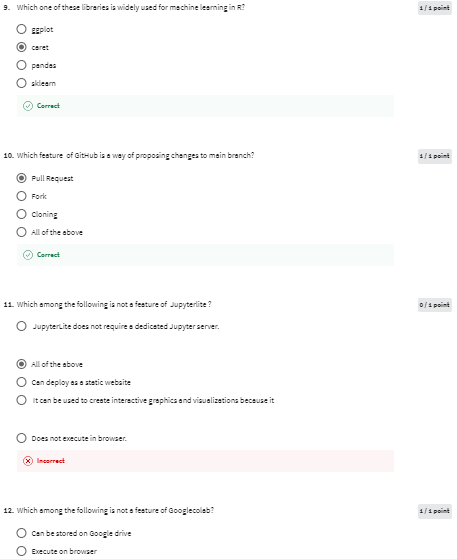 9. Which one of these libraries is widely used for machine learning in R?
1 / 1 point
ggplot
caret
pandas
sklearn
Correct
10. Which feature of GitHub is a way of proposing changes to main branch?
1 / 1 point
Pull Request
Fork
Cloning
All of the above
Correct
11. Which among the following is not a feature of Jupyterlite ?
0 / 1 point
JupyterLite does not require a dedicated Jupyter server.
All of the above
Can deploy as a static website
It can be used to create interactive graphics and visualizations because it
Does not execute in browser.
Incorrect
12. Which among the following is not a feature of Googlecolab?
1 / 1 point
Can be stored on Google drive
Execute on browser